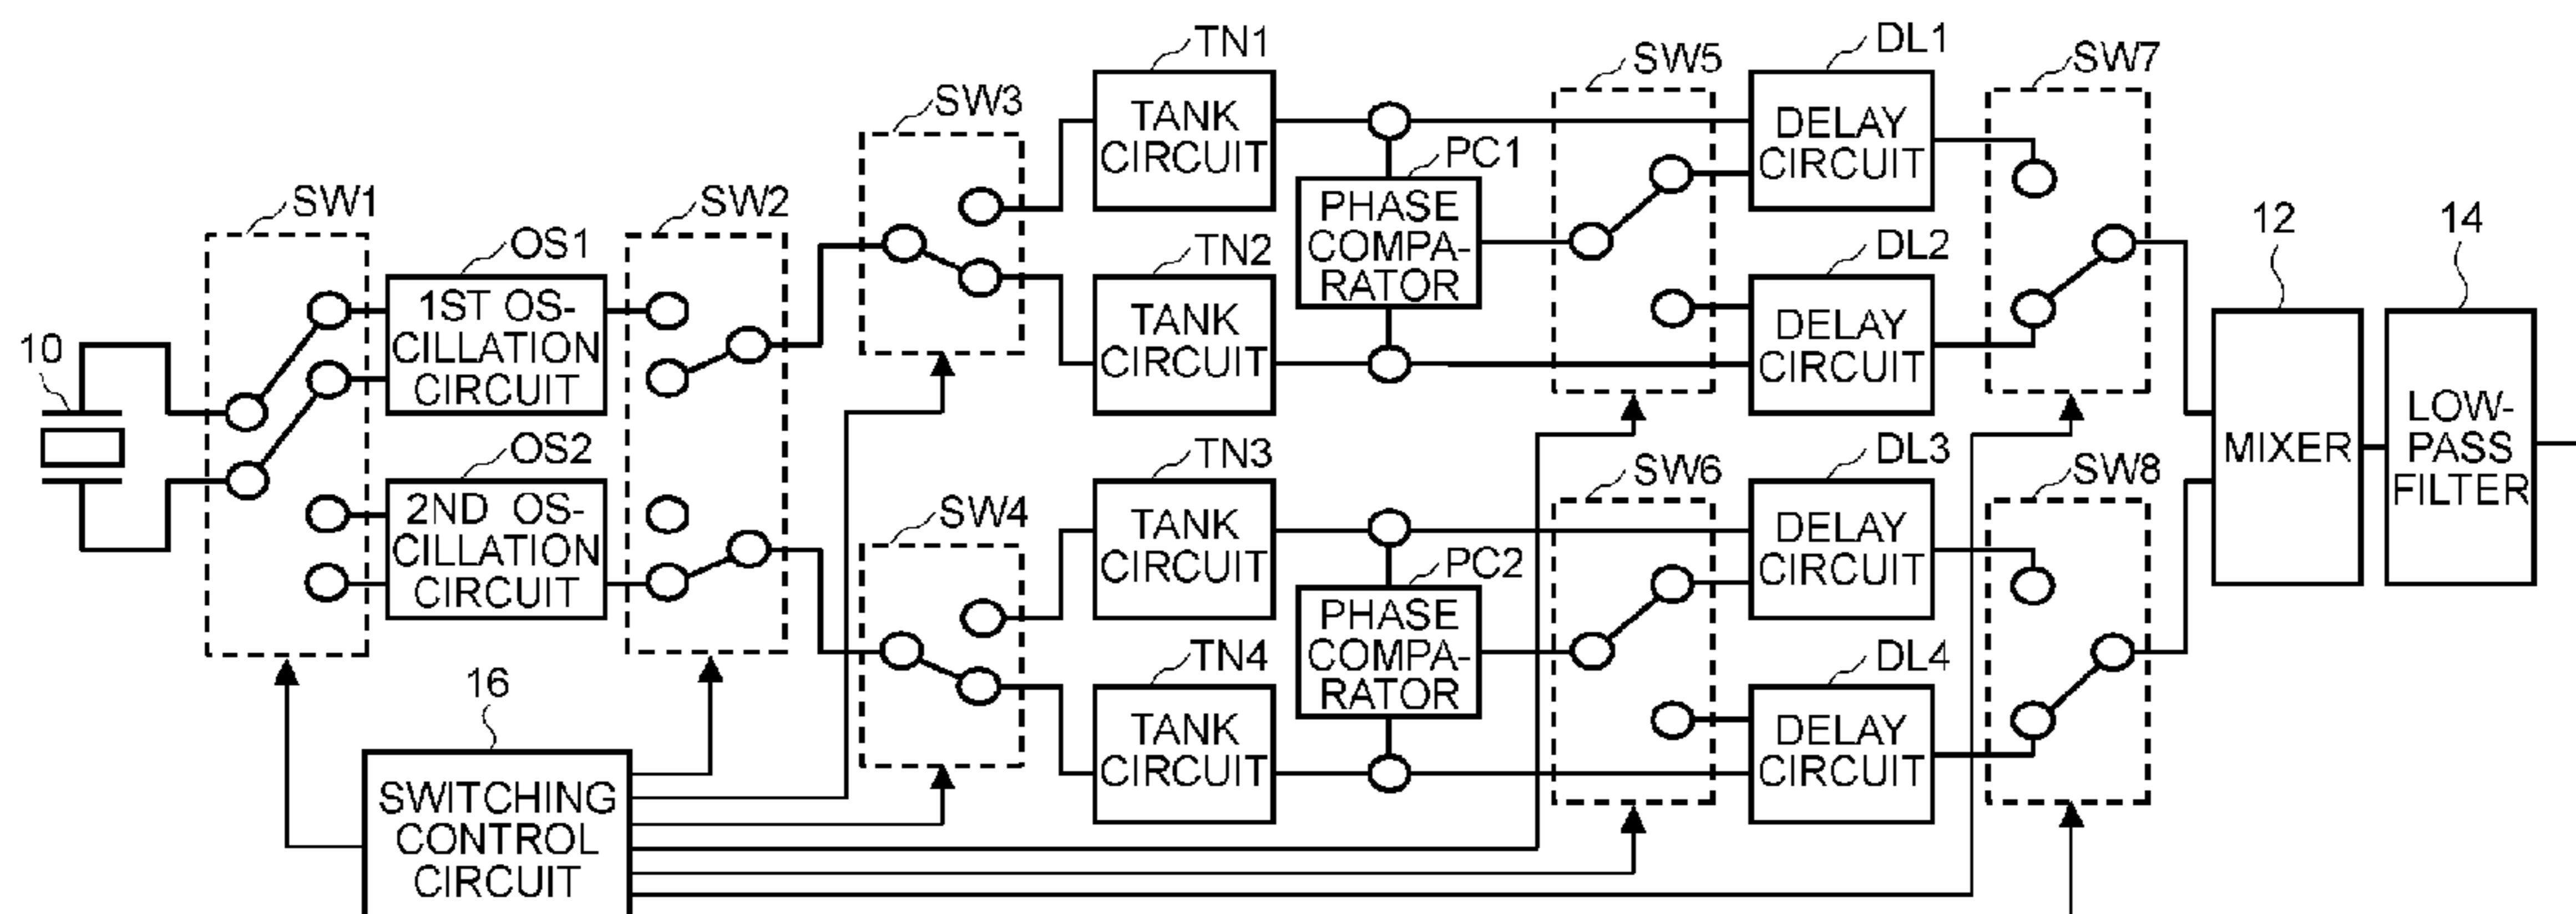 TN1
DL1
SW5
SW7
SW3
TANK
CIRCUIT
DELAY
CIRCUIT
PC1
SW1
SW2
PHASE
COMPA-
RATOR
12
14
OS1
TN2
DL2
1ST OS-
CILLATION
CIRCUIT
TANK
CIRCUIT
DELAY
CIRCUIT
10
MIXER
LOW-
PASS
FILTER
OS2
TN3
DL3
SW6
SW8
2ND OS-
CILLATION
CIRCUIT
SW4
TANK
CIRCUIT
DELAY
CIRCUIT
PC2
PHASE
COMPA-
RATOR
TN4
DL4
16
TANK
CIRCUIT
DELAY
CIRCUIT
SWITCHING
CONTROL
CIRCUIT